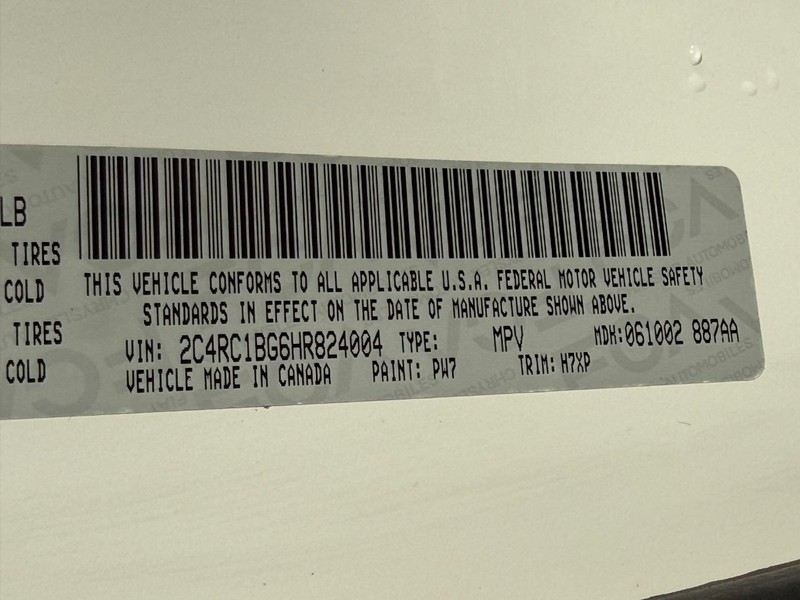 LB
TIRES
COLD
TIRES
COLD
THIS VEHICLE CONFORMS TO ALL APPLICABLE U.S.A. FEDERAL MOTOR VEHICLE SAFETY
STANDARDS IN EFFECT ON THE DATE OF MANUFACTURE SHOWN ABOVE.
VIN: 2C4RC1BG6HR824004 TYPE: MPV MDH:061002 887AA
VEHICLE MADE IN CANADA PAINT: PW7 TRIM: H7XP